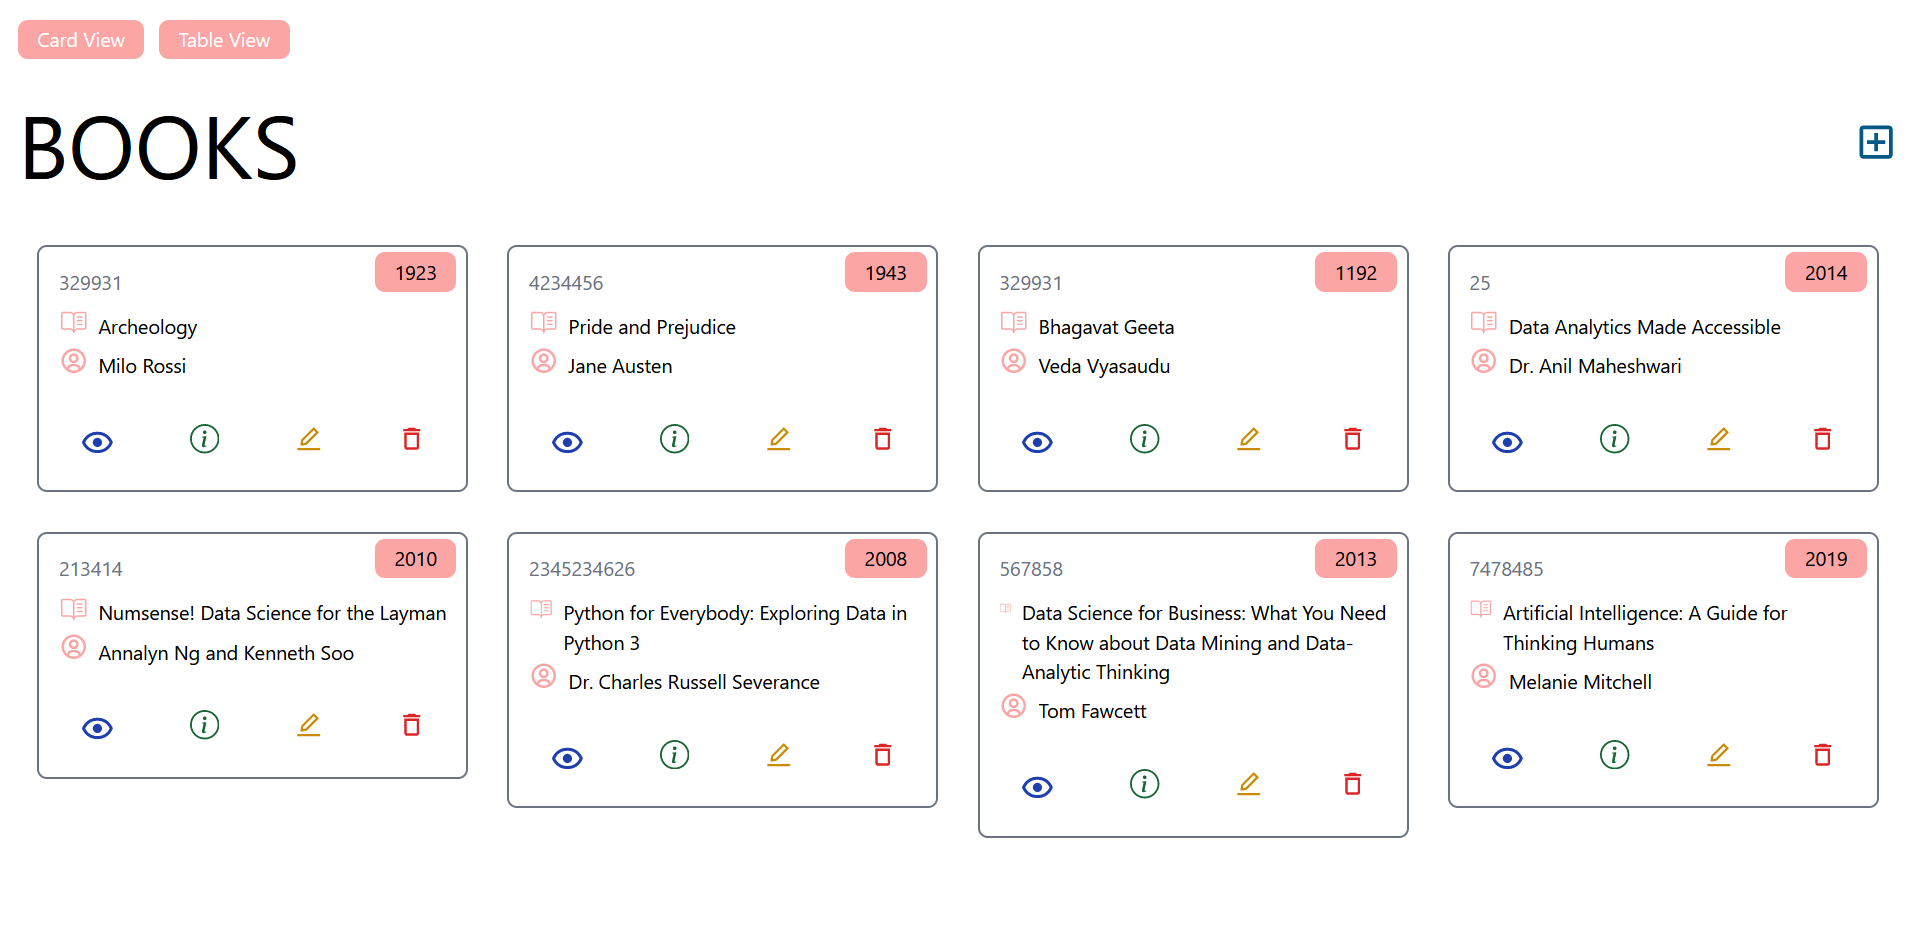 Card View
Table View
BOOKS
329931
1923
Archeology
Milo Rossi
4234456
1943
Pride and Prejudice
Jane Austen
329931
1192
Bhagavat Geeta
Veda Vyasaudu
25
2014
Data Analytics Made Accessible
Dr. Anil Maheshwari
213414
2010
Numsense! Data Science for the Layman
Annalyn Ng and Kenneth Soo
2345234626
2008
Python for Everybody: Exploring Data in
Python 3
Dr. Charles Russell Severance
567858
2013
Data Science for Business: What You Need
to Know about Data Mining and Data-
Analytic Thinking
Tom Fawcett
7478485
2019
Artificial Intelligence: A Guide for
Thinking Humans
Melanie Mitchell